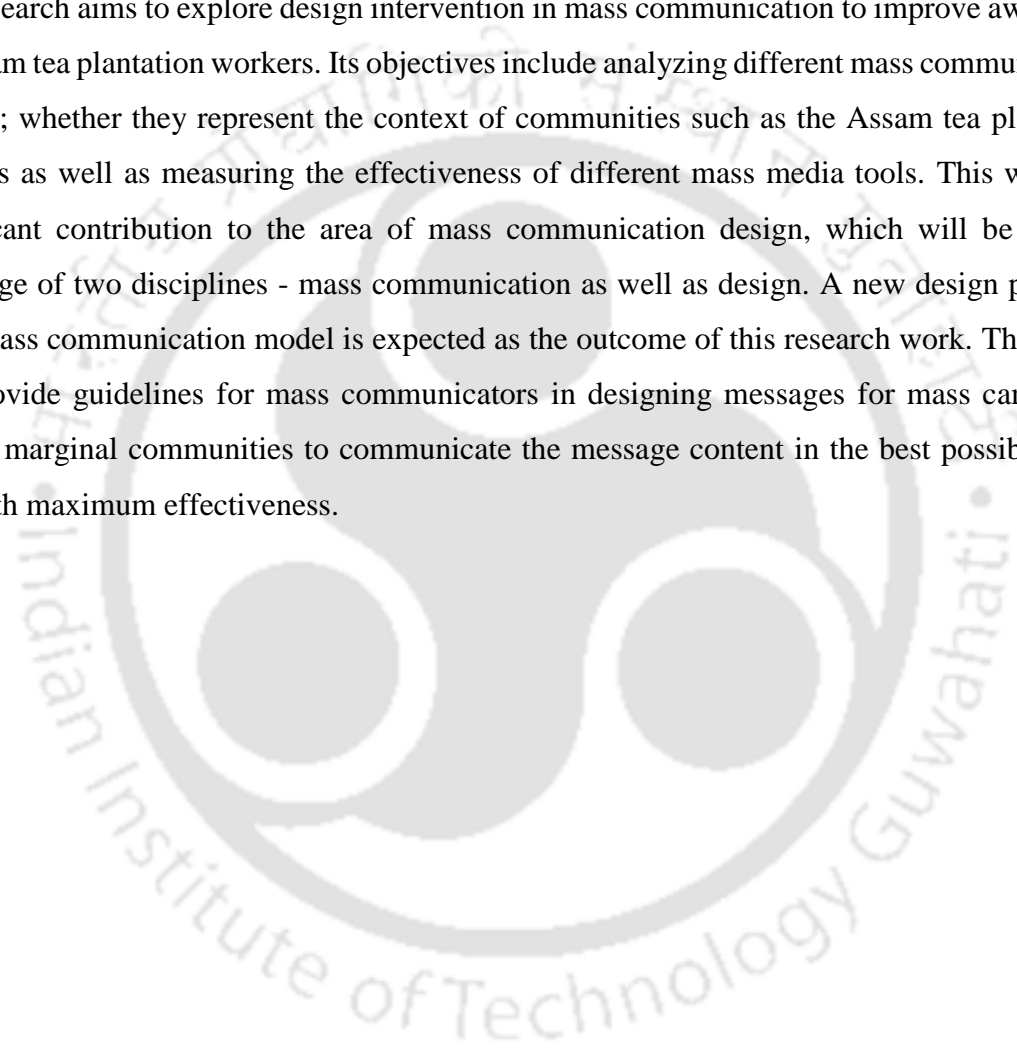 earch aims to explore design intervention in mass communication to improve aw
am tea plantation workers. Its objectives include analyzing different mass commu
; whether they represent the context of communities such as the Assam tea pl
s as well as measuring the effectiveness of different mass media tools. This w
cant contribution to the area of mass communication design, which will be
ge of two disciplines - mass communication as well as design. A new design p
ass communication model is expected as the outcome of this research work. Th
ovide guidelines for mass communicators in designing messages for mass can
marginal communities to communicate the message content in the best possib
th maximum effectiveness.
Indian Institute of Technology Guwahati